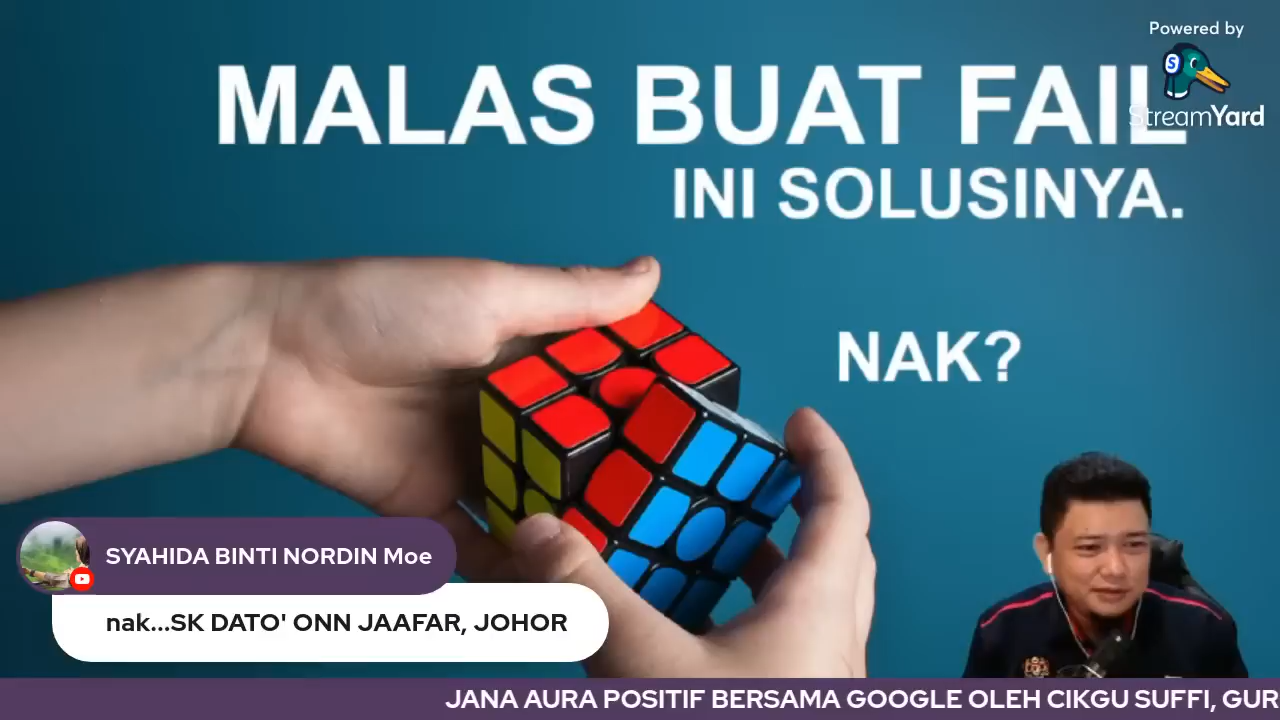 Powered by
S
StreamYard
MALAS BUAT FAIL
INI SOLUSINYA.
NAK?
SYAHIDA BINTI NORDIN Moe
nak...SK DATO' ONN JAAFAR, JOHOR
JANA AURA POSITIF BERSAMA GOOGLE OLEH CIKGU SUFFI, GUR